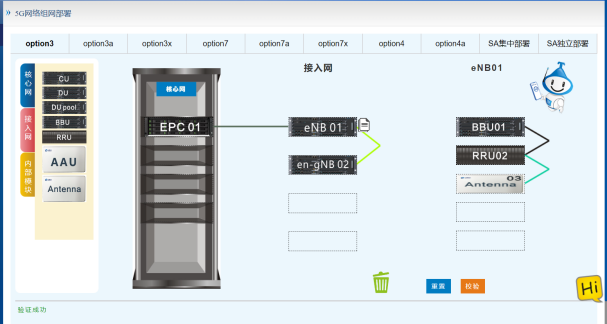 » 5G网络组网部署
option3 option3a option3x option7 option7a option7x option4 option4a SA集中部署 SA独立部署
核心网
接入网
内部模块
CU
DU
DU pool
BBU
RRU
AAU
Antenna
核心网
EPC 01
接入网
eNB 01
en-gNB 02
eNB01
BBU01
RRU02
03
Antenna
重置
校验
Hi
验证成功